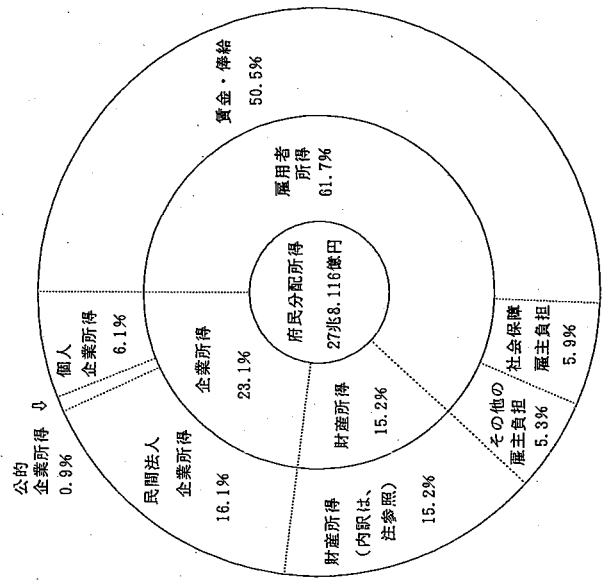 府民分配所得
27兆8.116億円
雇用者
所得
61.7%
財産所得
15.2%
企業所得
23.1%
賃金・俸給
50.5%
社会保障
雇主負担
5.9%
その他の
雇主負担
5.3%
財産所得
(内訳は、
注参照)
15.2%
民間法人
企業所得
16.1%
公的
企業所得 ⇨
0.9%
個人
企業所得
6.1%